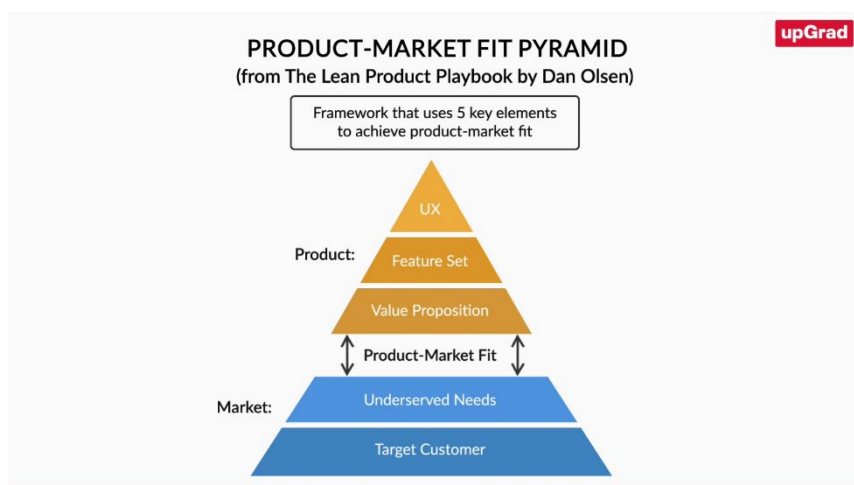 upGrad
PRODUCT-MARKET FIT PYRAMID
(from The Lean Product Playbook by Dan Olsen)
Framework that uses 5 key elements
to achieve product-market fit
UX
Product:
Feature Set
Value Proposition
Product-Market Fit
Market:
Underserved Needs
Target Customer